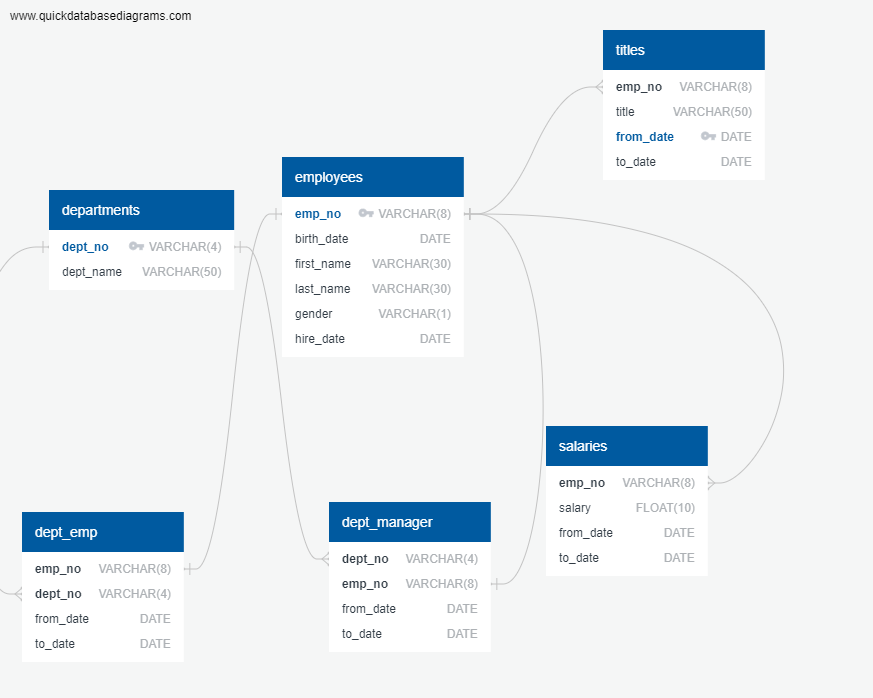 www.quickdatabasediagrams.com
titles
emp_no VARCHAR(8)
title VARCHAR(50)
from_date DATE
to_date DATE
employees
emp_no VARCHAR(8)
birth_date DATE
first_name VARCHAR(30)
last_name VARCHAR(30)
gender VARCHAR(1)
hire_date DATE
departments
dept_no VARCHAR(4)
dept_name VARCHAR(50)
salaries
emp_no VARCHAR(8)
salary FLOAT(10)
from_date DATE
to_date DATE
dept_emp
emp_no VARCHAR(8)
dept_no VARCHAR(4)
from_date DATE
to_date DATE
dept_manager
dept_no VARCHAR(4)
emp_no VARCHAR(8)
from_date DATE
to_date DATE